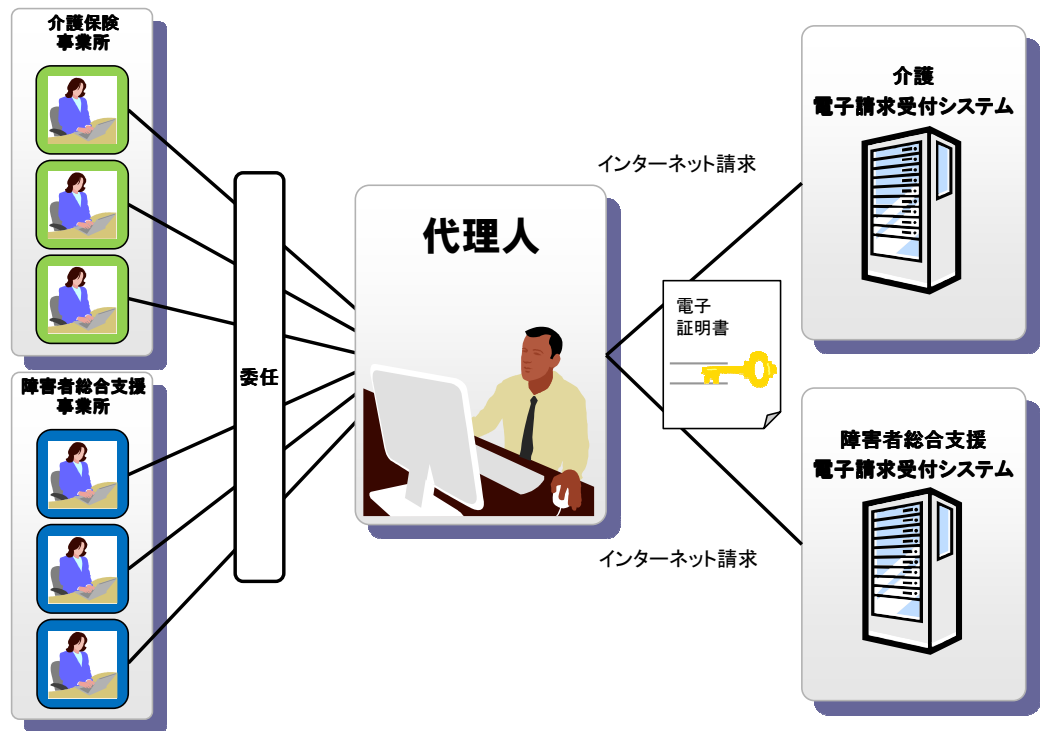 介護保険
事業所
障害者総合支援
事業所
委任
代理人
インターネット請求
電子
証明書
インターネット請求
介護
電子請求受付システム
障害者総合支援
電子請求受付システム